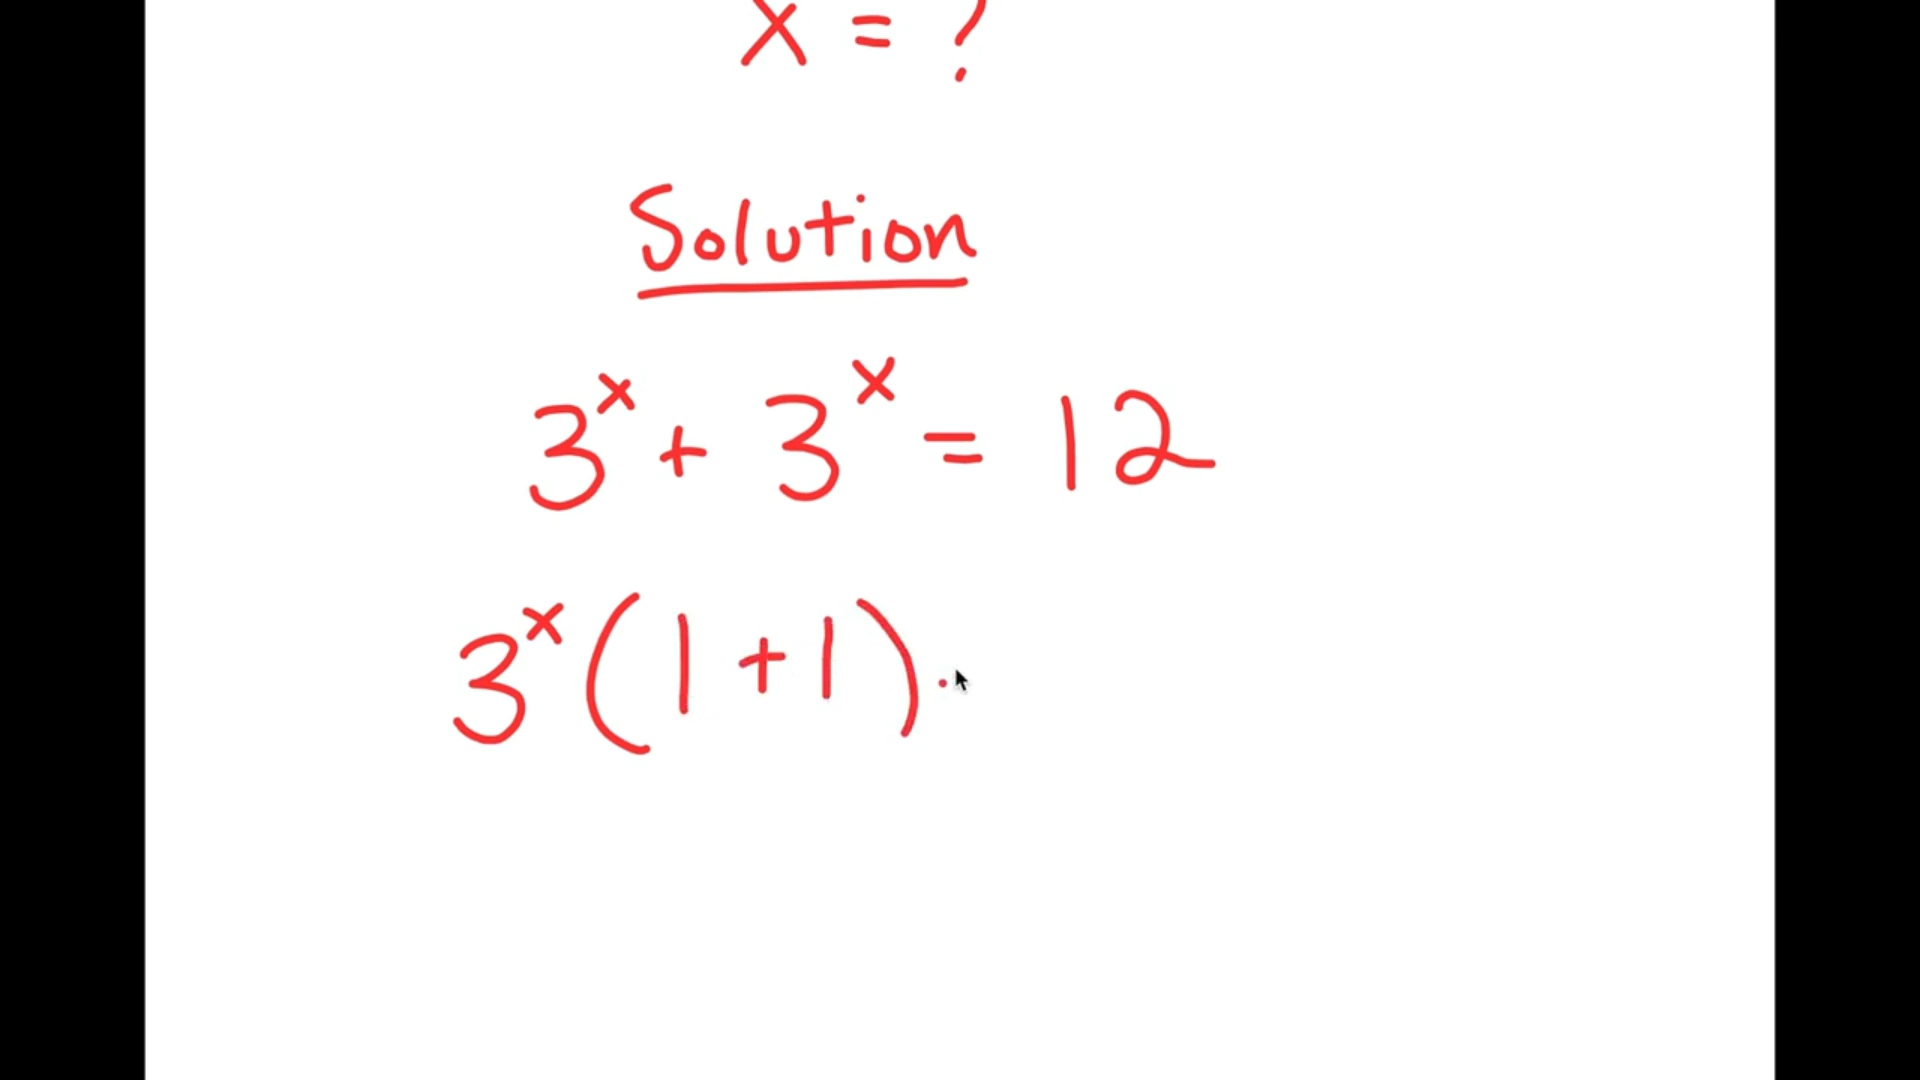 x = ?
Solution
3ˣ + 3ˣ = 12
3ˣ(1 + 1)